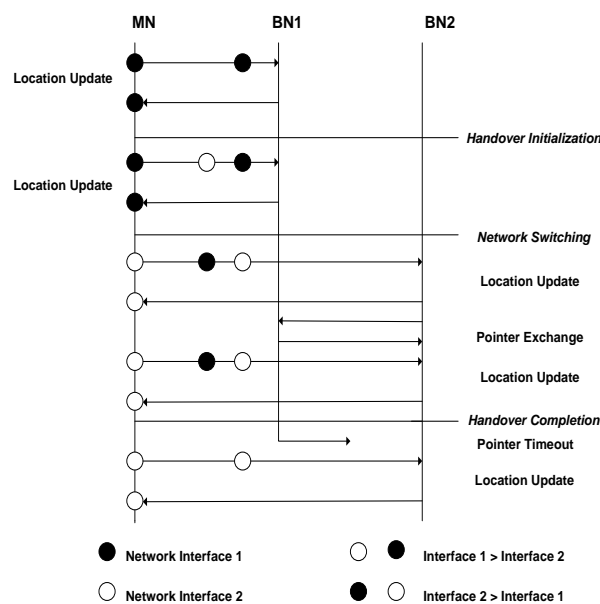 MN BN1 BN2
Location Update
Handover Initialization
Location Update
Network Switching
Location Update
Pointer Exchange
Location Update
Handover Completion
Pointer Timeout
Location Update
Network Interface 1 Interface 1 > Interface 2
Network Interface 2 Interface 2 > Interface 1